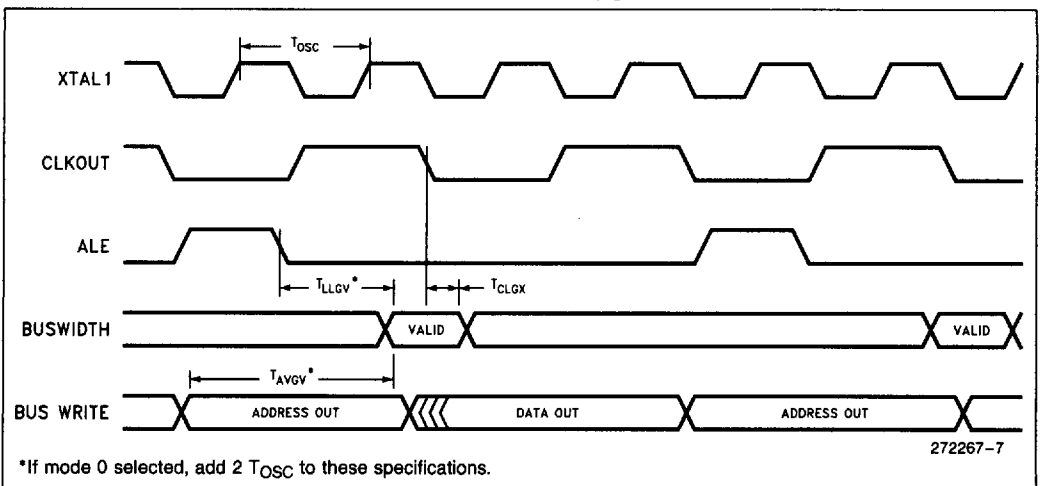 TOSC
XTAL1
CLKOUT
ALE
TLLGV*
TCLGX
BUSWIDTH
VALID
VALID
TAVGV*
BUS WRITE
ADDRESS OUT
DATA OUT
ADDRESS OUT
272267-7
*If mode 0 selected, add 2 TOSC to these specifications.